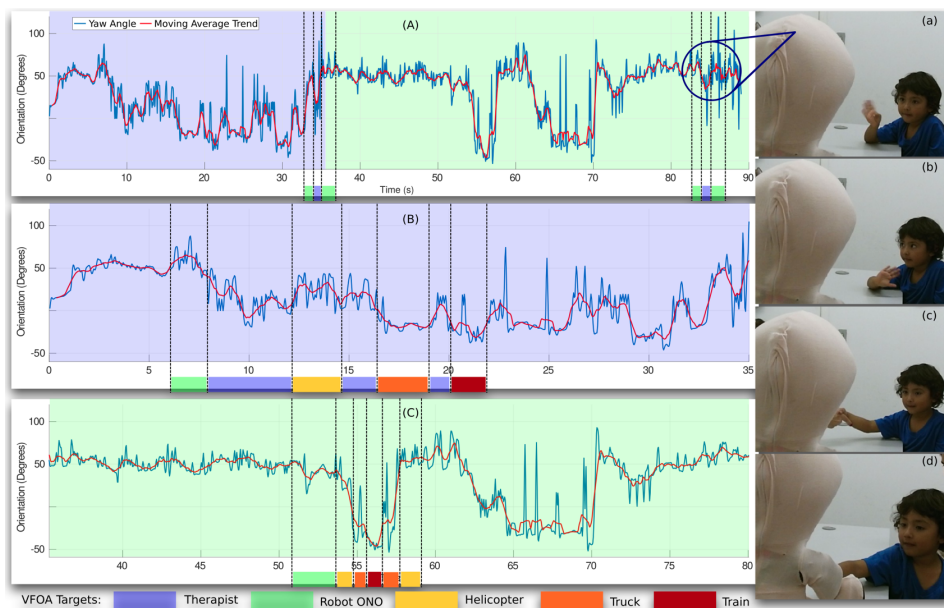 Yaw Angle
Moving Average Trend
(A)
Orientation (Degrees)
100
50
-50
0
10
20
30
40
50
60
70
80
90
Time (s)
(B)
Orientation (Degrees)
100
50
-50
0
5
10
15
20
25
30
35
(C)
Orientation (Degrees)
100
50
-50
40
45
50
55
60
65
70
75
80
(a)
(b)
(c)
(d)
VFOA Targets:
Therapist
Robot ONO
Helicopter
Truck
Train